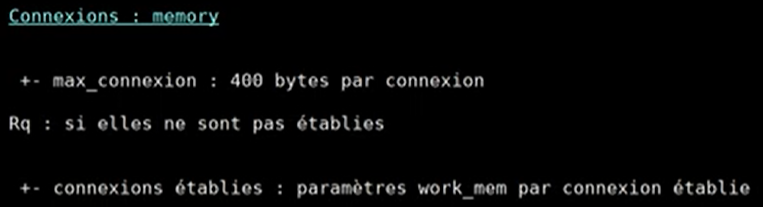 Connexions : memory
+- max_connexion : 400 bytes par connexion
Rq : si elles ne sont pas établies
+- connexions établies : paramètres work_mem par connexion établie